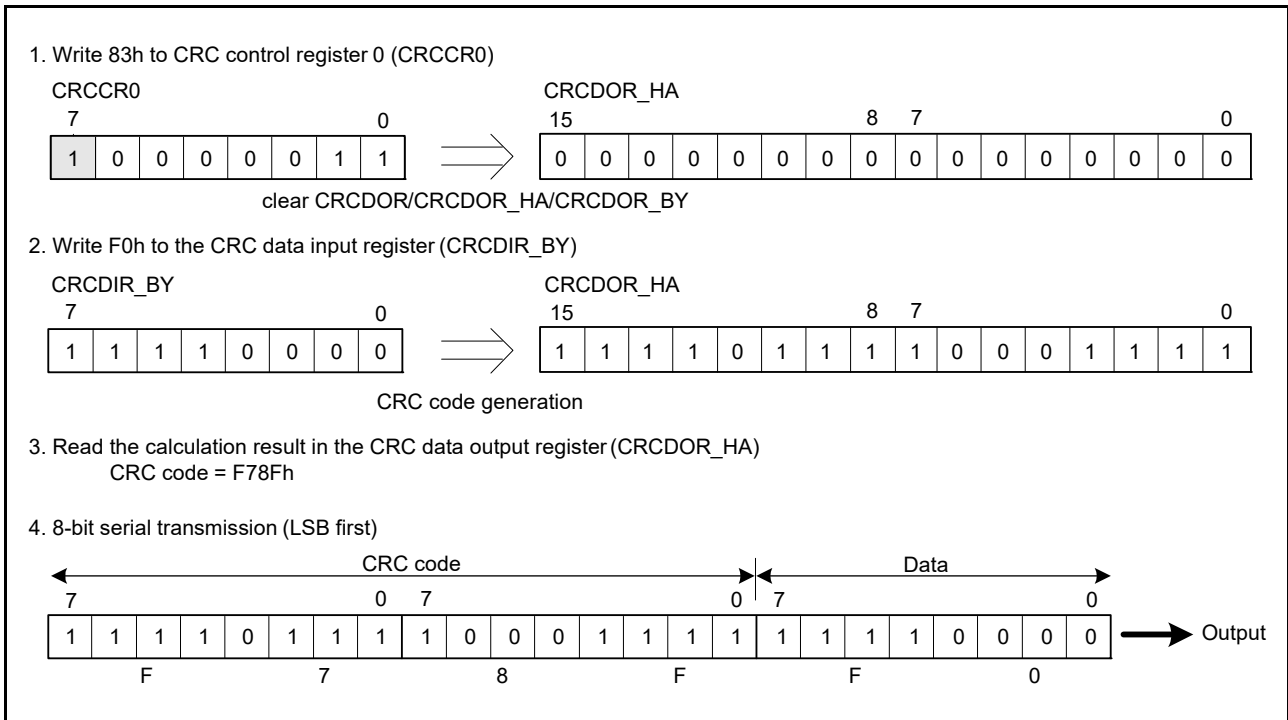 1. Write 83h to CRC control register 0 (CRCCR0)
CRCCR0 CRCDOR_HA
7 0 15 8 7 0
1 0 0 0 0 0 1 1 0 0 0 0 0 0 0 0 0 0 0 0 0 0 0 0
clear CRCDOR/CRCDOR_HA/CRCDOR_BY
2. Write F0h to the CRC data input register (CRCDIR_BY)
CRCDIR_BY CRCDOR_HA
7 0 15 8 7 0
1 1 1 1 0 0 0 0 1 1 1 1 0 1 1 1 1 0 0 0 1 1 1 1
CRC code generation
3. Read the calculation result in the CRC data output register (CRCDOR_HA)
CRC code = F78Fh
4. 8-bit serial transmission (LSB first)
CRC code Data
7 0 7 0 7 0
1 1 1 1 0 1 1 1 1 0 0 0 1 1 1 1 1 1 1 1 0 0 0 0 Output
F 7 8 F F 0